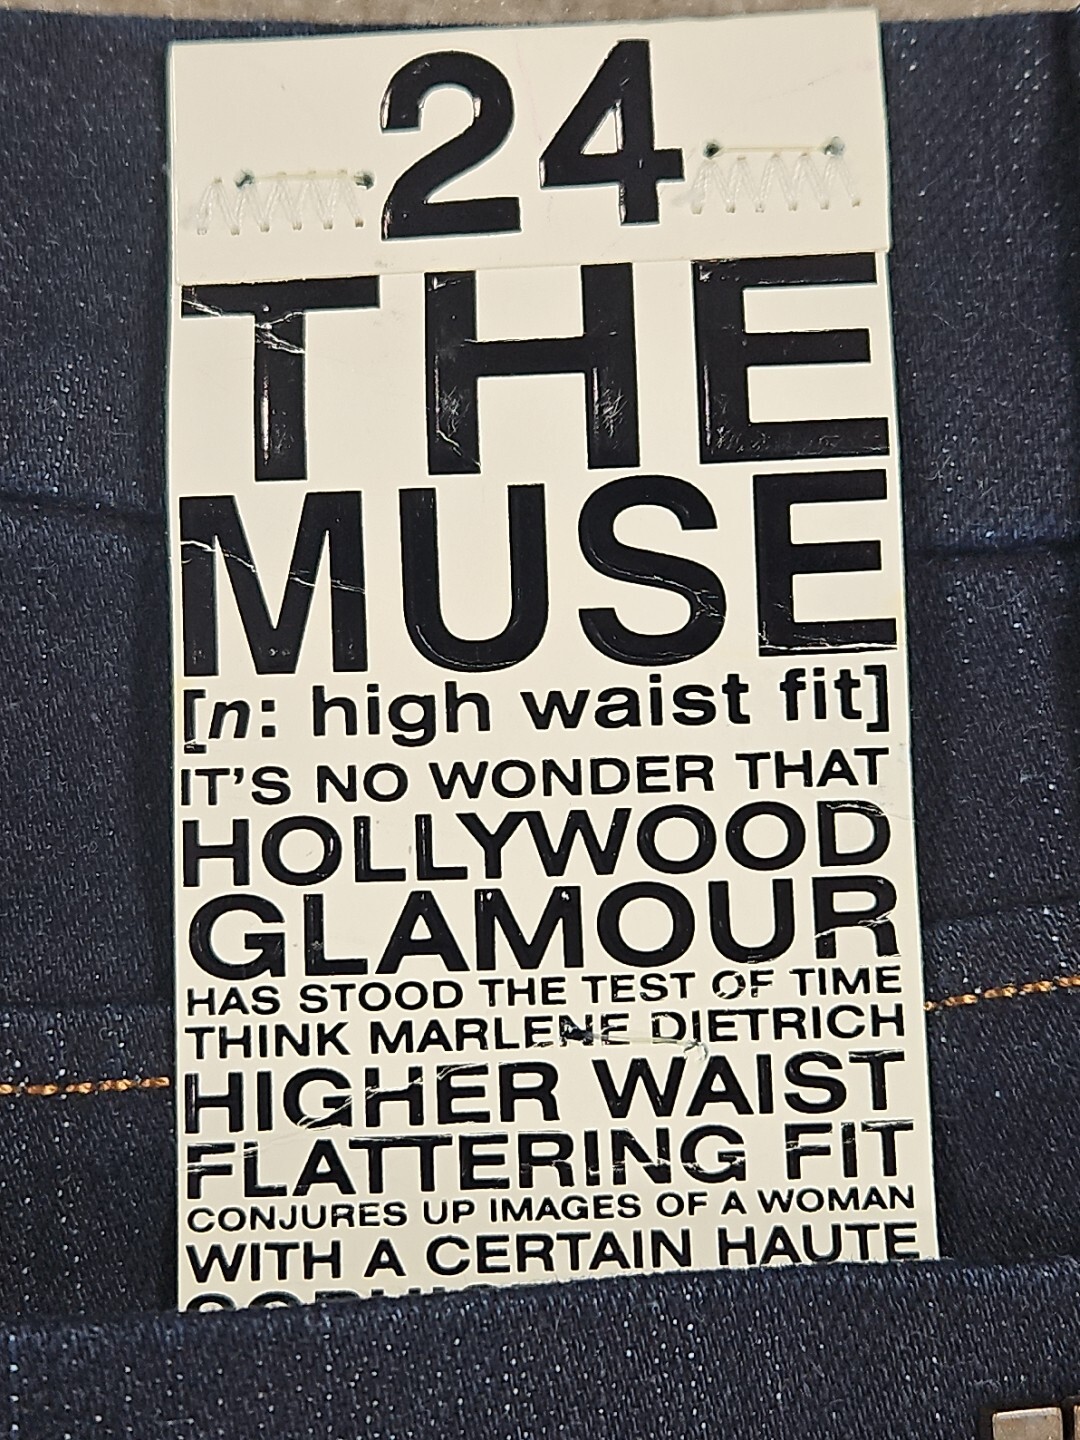 24
THE
MUSE
[n: high waist fit]
IT'S NO WONDER THAT
HOLLYWOOD
GLAMOUR
HAS STOOD THE TEST OF TIME
THINK MARLENE DIETRICH
HIGHER WAIST
FLATTERING FIT
CONJURES UP IMAGES OF A WOMAN
WITH A CERTAIN HAUTE